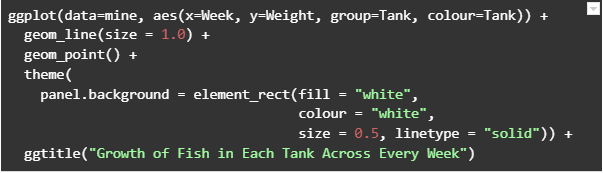 ggplot(data=mine, aes(x=Week, y=Weight, group=Tank, colour=Tank)) +
  geom_line(size = 1.0) +
  geom_point() +
  theme(
    panel.background = element_rect(fill = "white",
                                    colour = "white",
                                    size = 0.5, linetype = "solid")) +
  ggtitle("Growth of Fish in Each Tank Across Every Week")